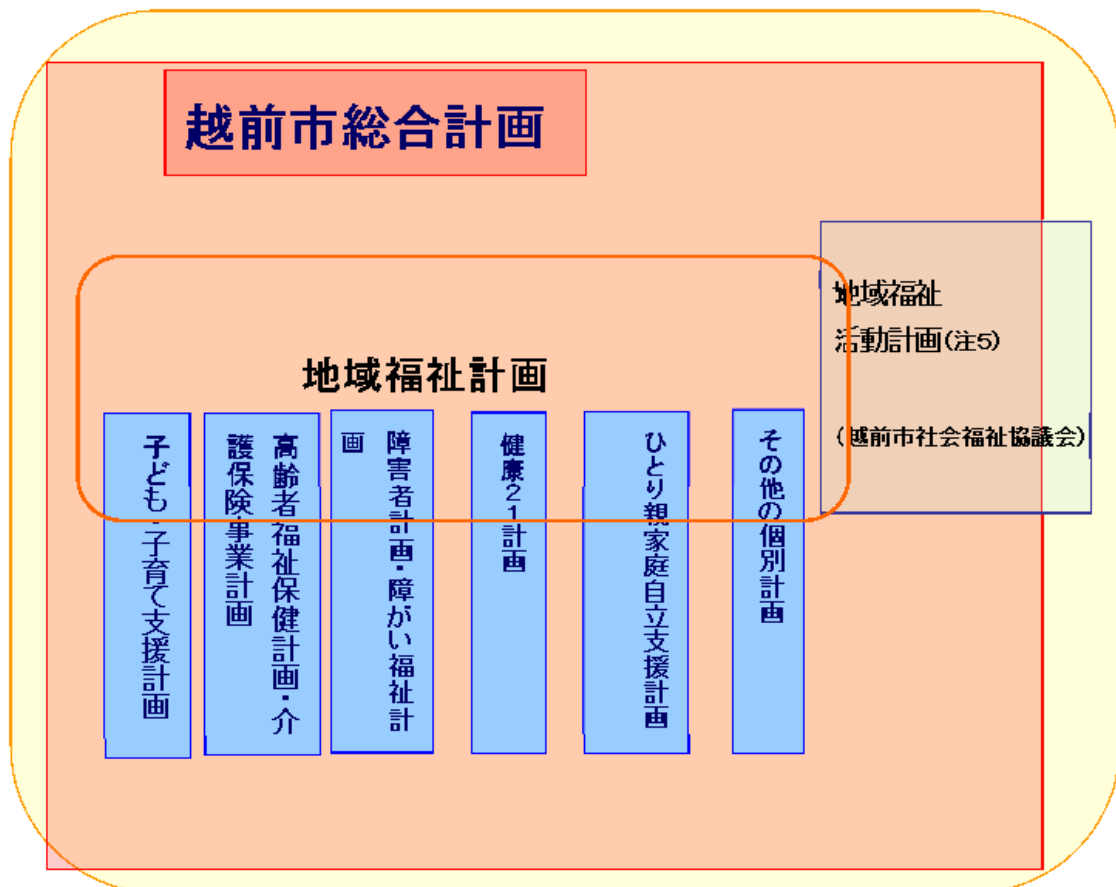 越前市総合計画
地域福祉
活動計画(注5)
(越前市社会福祉協議会)
地域福祉計画
子ども・子育て支援計画
高齢者福祉保健計画・介
護保険事業計画
障害者計画・障がい福祉計
画
健康21計画
ひとり親家庭自立支援計画
その他の個別計画